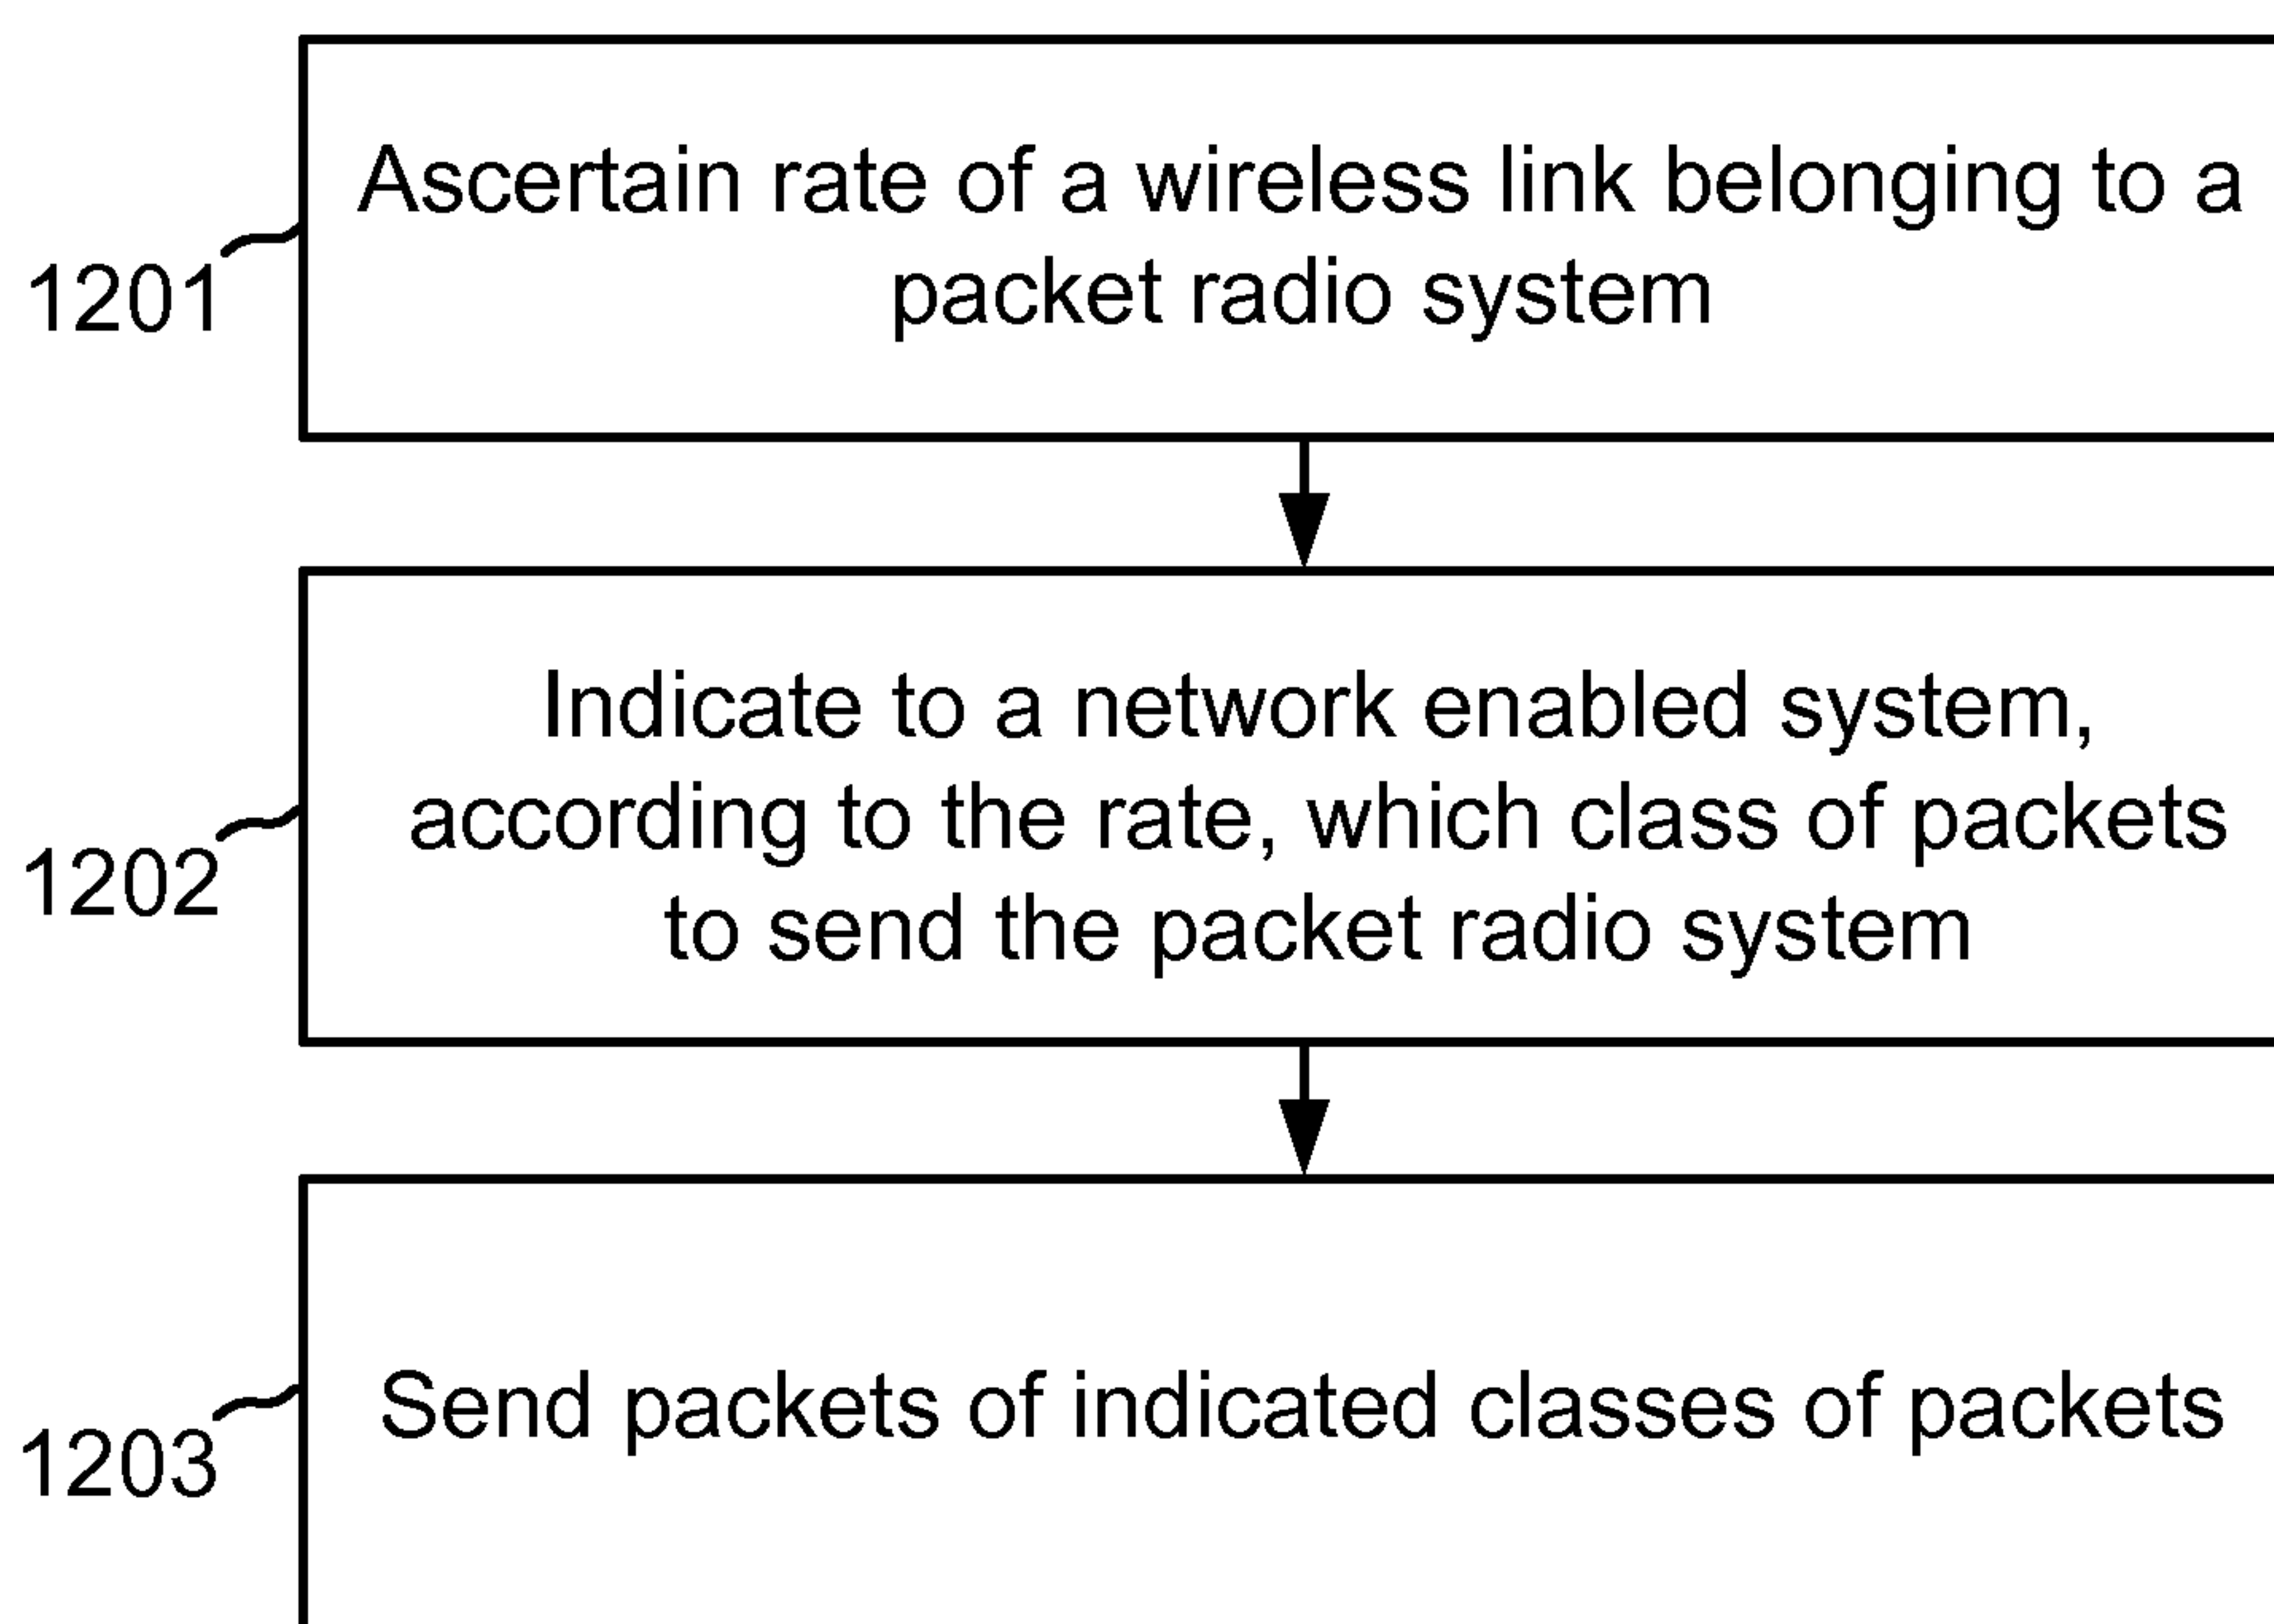 Ascertain rate of a wireless link belonging to a
packet radio system
1201
Indicate to a network enabled system,
according to the rate, which class of packets
to send the packet radio system
1202
Send packets of indicated classes of packets
1203